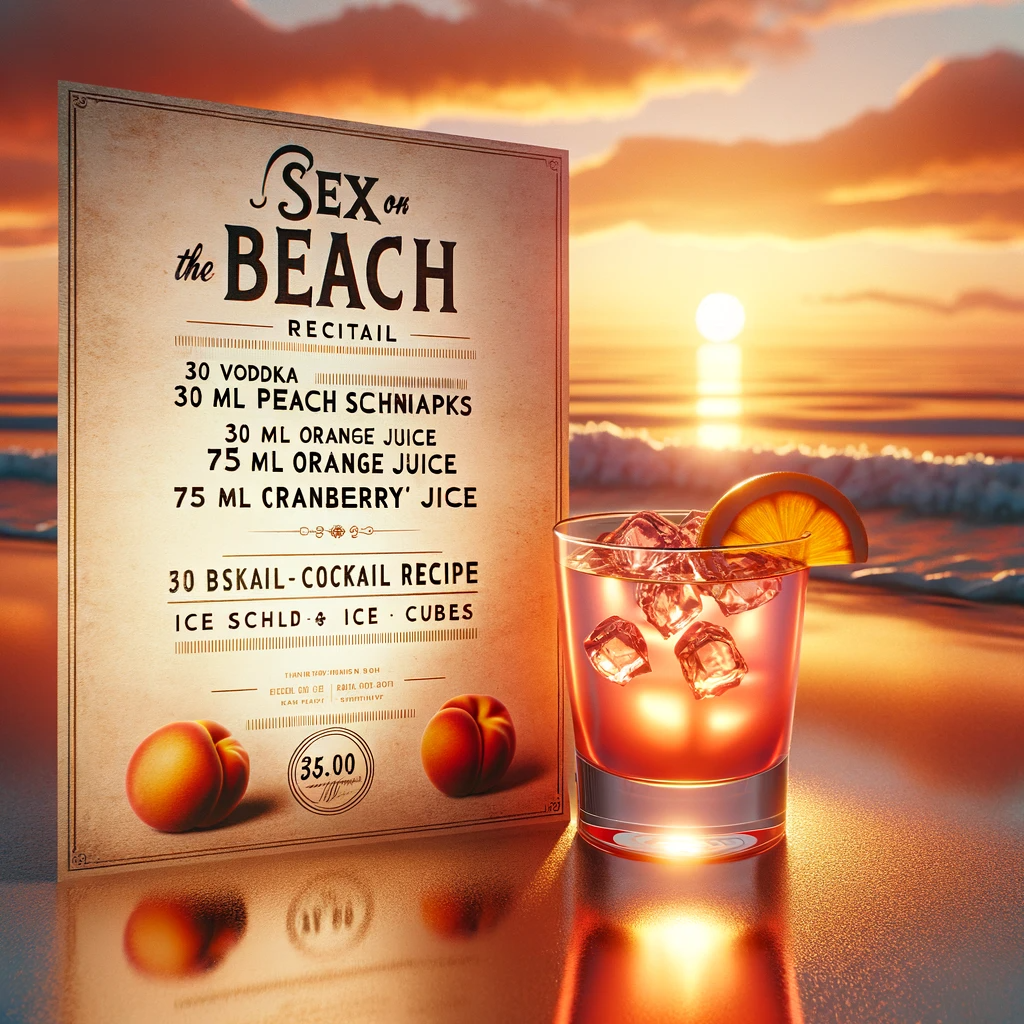 SEX on
the BEACH
RECITAIL
30 VODDKA
30 ML PEACH SCHNIAPKS
30 ML ORANGE JUICE
75 ML ORANGE JUICE
75 ML CRANBERRY' JICE
30 BSKAIL-COCKAIL RECIPE
ICE SCHLD & ICE · CUBES
35.00